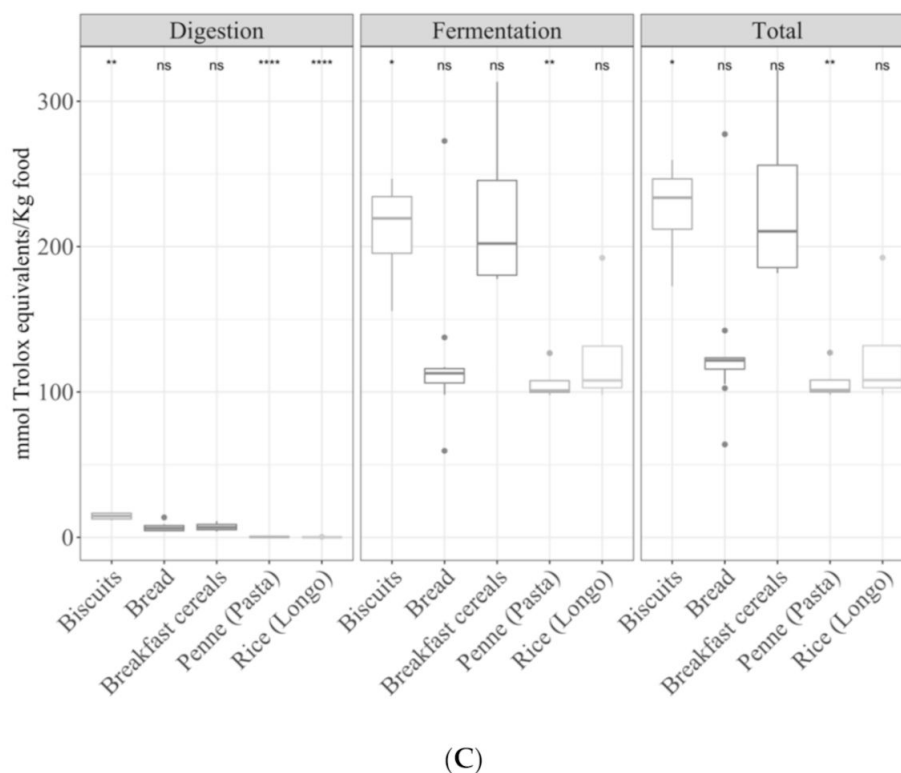 Digestion Fermentation Total
** ns ns **** **** * ns ns ** ns * ns ns ** ns
mmol Trolox equivalents/Kg food
300
200
100
0
Biscuits Bread Breakfast cereals Penne (Pasta) Rice (Longo) Biscuits Bread Breakfast cereals Penne (Pasta) Rice (Longo) Biscuits Bread Breakfast cereals Penne (Pasta) Rice (Longo)
(C)